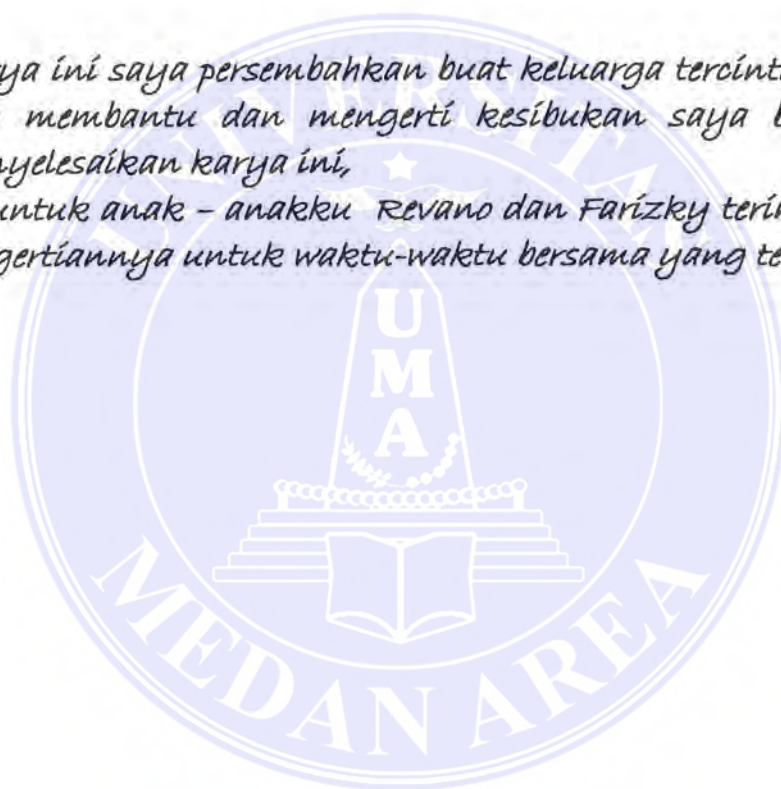 ya ini saya persembahkan buat keluarga tercint
membantu dan mengerti kesibukan saya b
nyelesaikan karya ini,
untuk anak – anakku Revano dan Farizky teri
gertiannya untuk waktu-waktu bersama yang te
UNIVERSITAS
U
M
A
MEDAN AREA